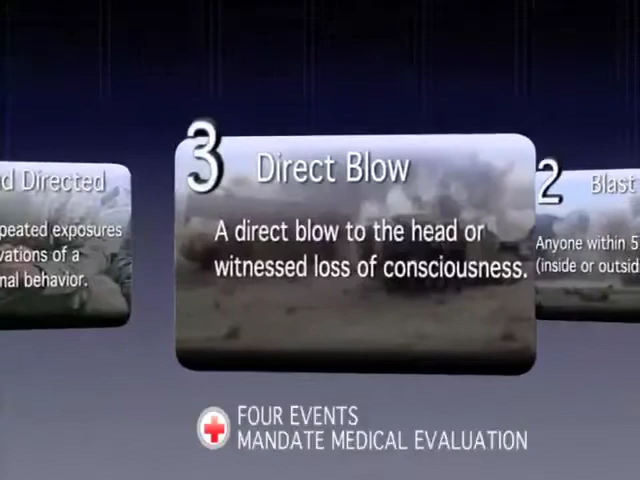 d Directed
peated exposures
vations of a
nal behavior.
3
Direct Blow
A direct blow to the head or
witnessed loss of consciousness.
2
Blast
Anyone within 5
(inside or outsid
FOUR EVENTS
MANDATE MEDICAL EVALUATION